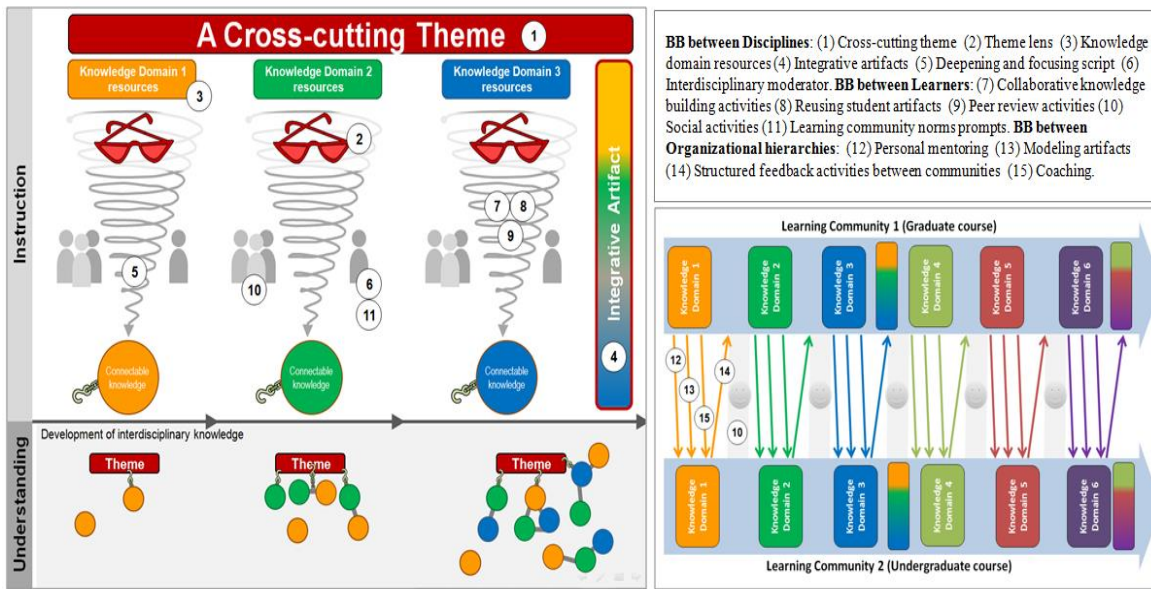 A Cross-cutting Theme 1
Knowledge Domain 1
resources
3
Knowledge Domain 2
resources
Knowledge Domain 3
resources
2
7 8
9
5
10
6
11
Instruction
Integrative Artifact
4
Connectable
knowledge
Connectable
knowledge
Connectable
knowledge
Understanding
Development of interdisciplinary knowledge
Theme
Theme
Theme
BB between Disciplines: (1) Cross-cutting theme (2) Theme lens (3) Knowledge
domain resources (4) Integrative artifacts (5) Deepening and focusing script (6)
Interdisciplinary moderator. BB between Learners: (7) Collaborative knowledge
building activities (8) Reusing student artifacts (9) Peer review activities (10)
Social activities (11) Learning community norms prompts. BB between
Organizational hierarchies: (12) Personal mentoring (13) Modeling artifacts
(14) Structured feedback activities between communities (15) Coaching.
Learning Community 1 (Graduate course)
Knowledge
Domain 1
Knowledge
Domain 2
Knowledge
Domain 3
Knowledge
Domain 4
Knowledge
Domain 5
Knowledge
Domain 6
12
13
15
14
10
Knowledge
Domain 1
Knowledge
Domain 2
Knowledge
Domain 3
Knowledge
Domain 4
Knowledge
Domain 5
Knowledge
Domain 6
Learning Community 2 (Undergraduate course)